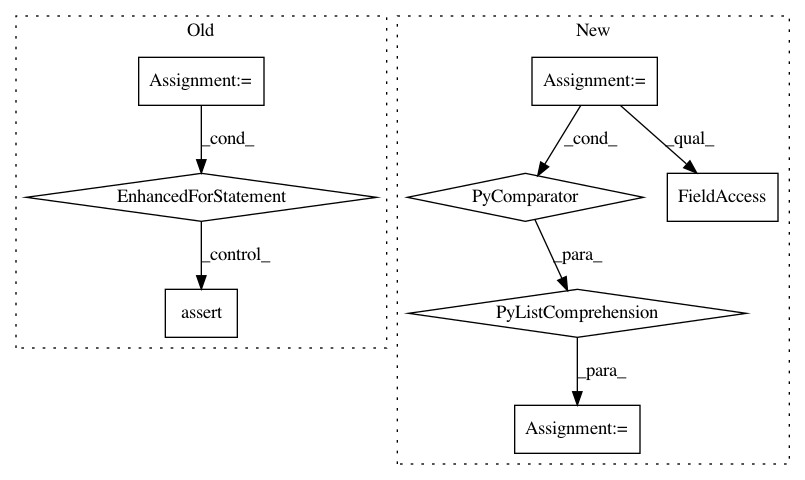 Old
New
Assignment:=
Assignment:=
_cond_
_cond_
_qual_
EnhancedForStatement
PyComparator
FieldAccess
_control_
_para_
assert
PyListComprehension
_para_
Assignment:=